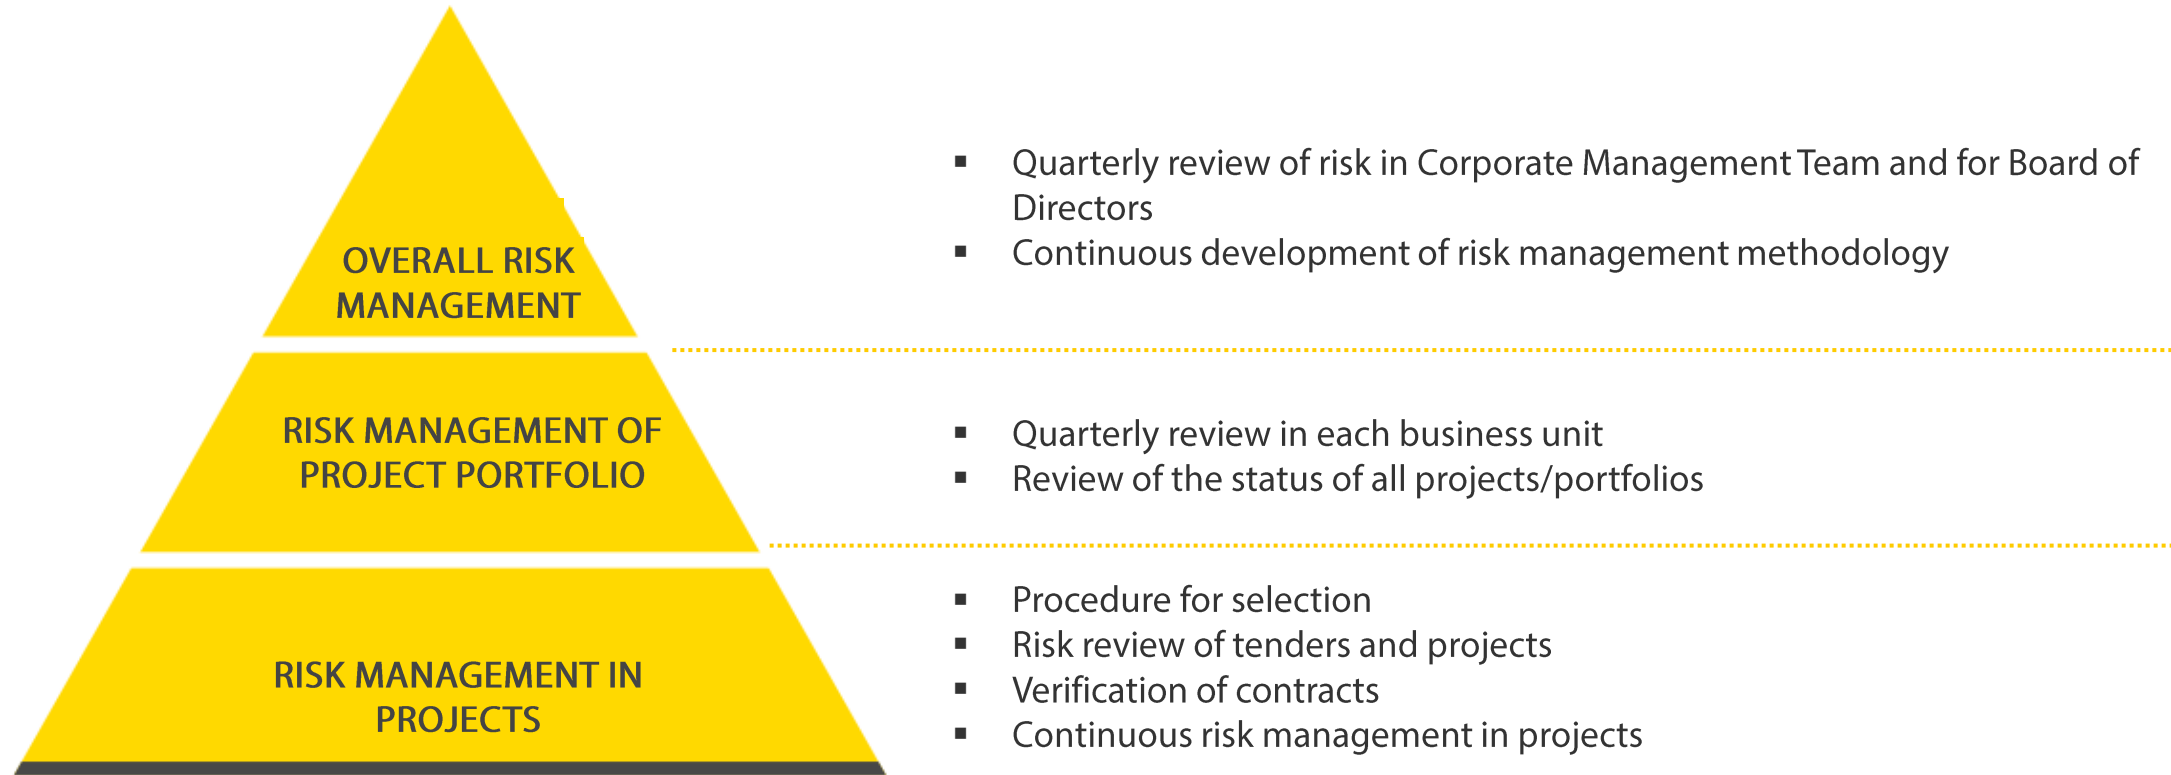 OVERALL RISK
MANAGEMENT
▪ Quarterly review of risk in Corporate Management Team and for Board of
Directors
▪ Continuous development of risk management methodology
RISK MANAGEMENT OF
PROJECT PORTFOLIO
▪ Quarterly review in each business unit
▪ Review of the status of all projects/portfolios
RISK MANAGEMENT IN
PROJECTS
▪ Procedure for selection
▪ Risk review of tenders and projects
▪ Verification of contracts
▪ Continuous risk management in projects